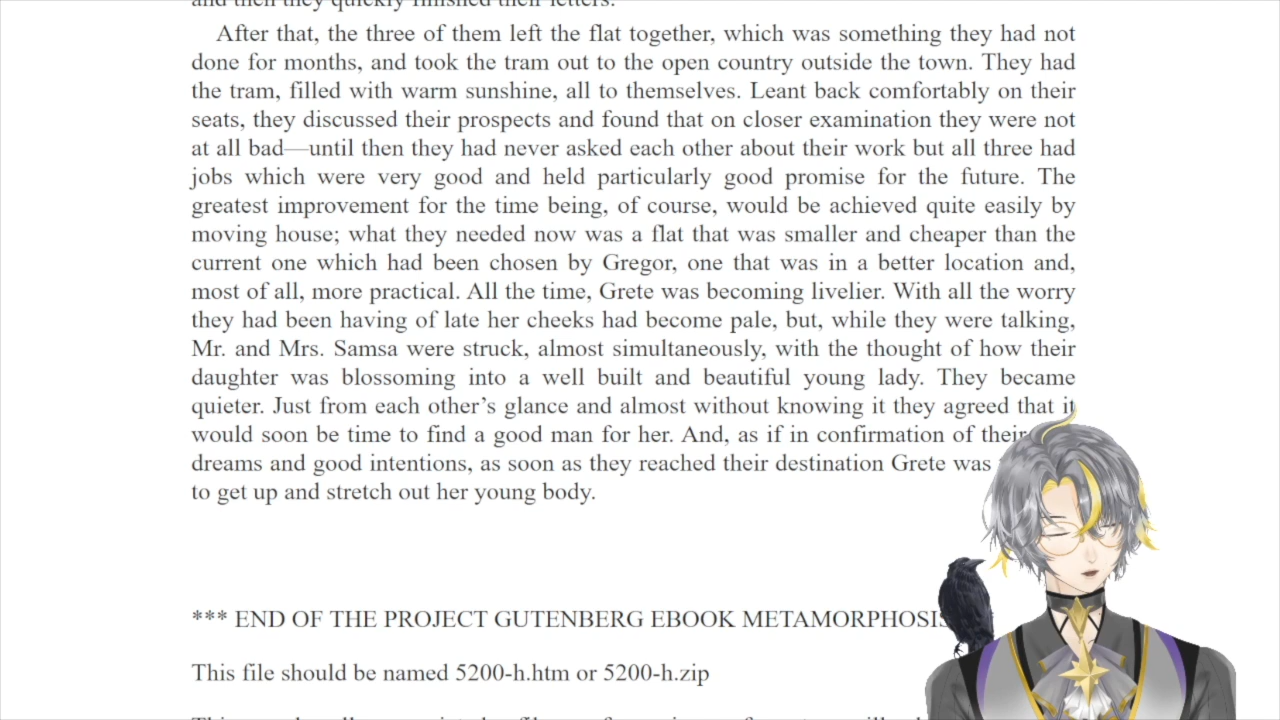 and then they quickly finished their letters.
After that, the three of them left the flat together, which was something they had not
done for months, and took the tram out to the open country outside the town. They had
the tram, filled with warm sunshine, all to themselves. Leant back comfortably on their
seats, they discussed their prospects and found that on closer examination they were not
at all bad—until then they had never asked each other about their work but all three had
jobs which were very good and held particularly good promise for the future. The
greatest improvement for the time being, of course, would be achieved quite easily by
moving house; what they needed now was a flat that was smaller and cheaper than the
current one which had been chosen by Gregor, one that was in a better location and,
most of all, more practical. All the time, Grete was becoming livelier. With all the worry
they had been having of late her cheeks had become pale, but, while they were talking,
Mr. and Mrs. Samsa were struck, almost simultaneously, with the thought of how their
daughter was blossoming into a well built and beautiful young lady. They became
quieter. Just from each other’s glance and almost without knowing it they agreed that it
would soon be time to find a good man for her. And, as if in confirmation of their
dreams and good intentions, as soon as they reached their destination Grete was
to get up and stretch out her young body.
*** END OF THE PROJECT GUTENBERG EBOOK METAMORPHOSIS
This file should be named 5200-h.htm or 5200-h.zip